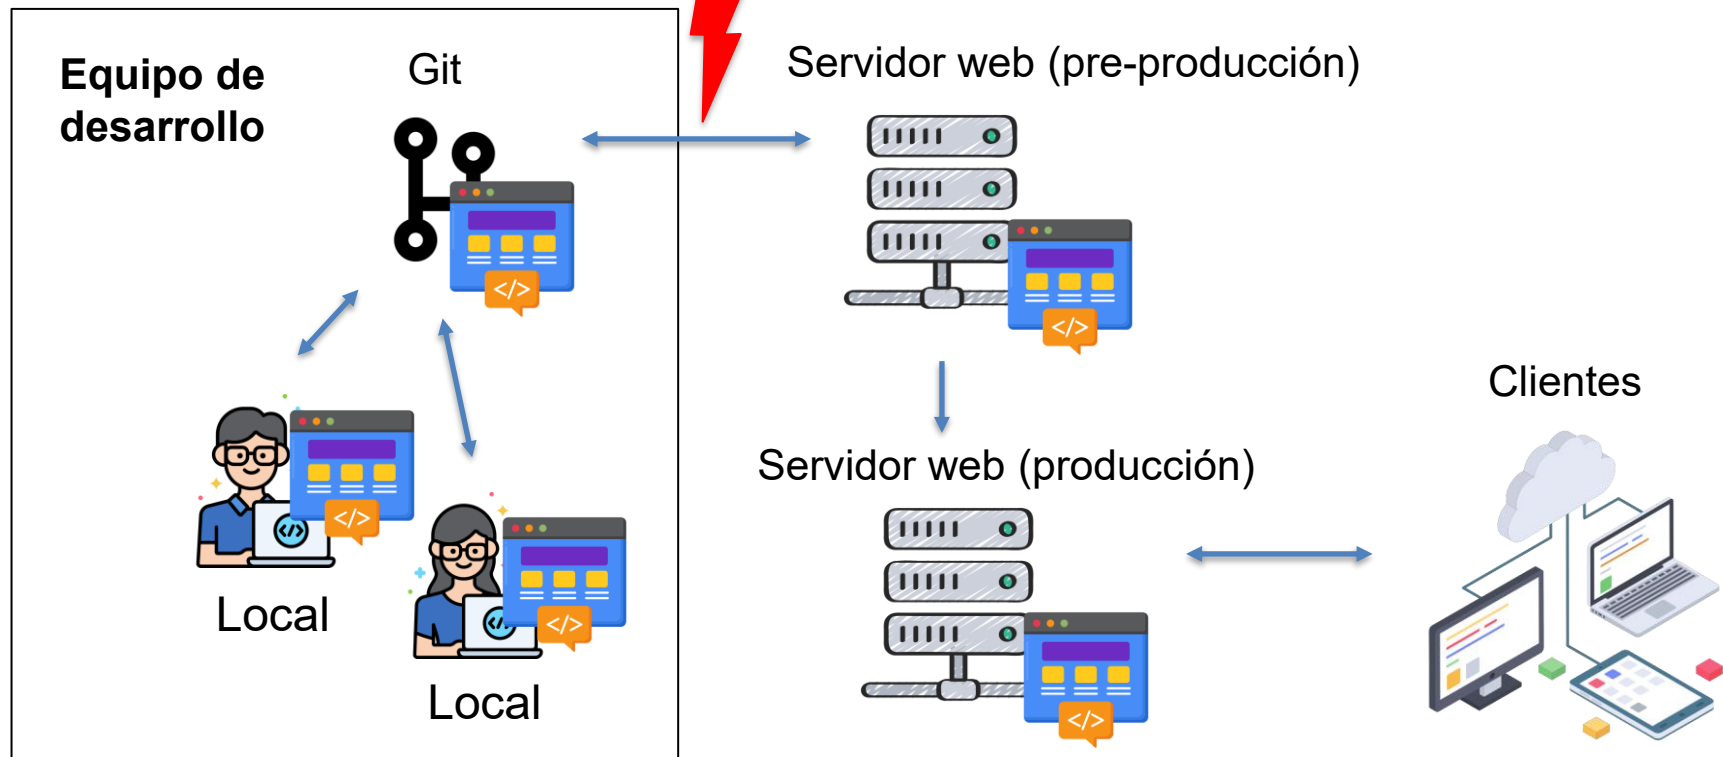 Equipo de
desarrollo
Git
Servidor web (pre-producción)
</>
</>
Clientes
Servidor web (producción)
</>
</>
Local
</>
</>
Local
</>